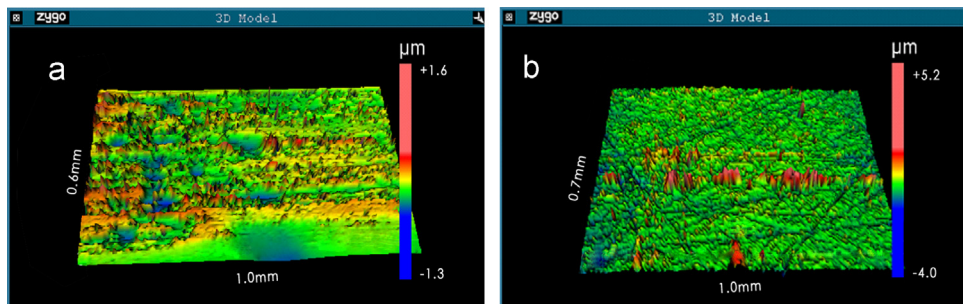 zygo 3D Model
a
µm
+1.6
0.6mm
-1.3
1.0mm
zygo 3D Model
b
µm
+5.2
0.7mm
-4.0
1.0mm